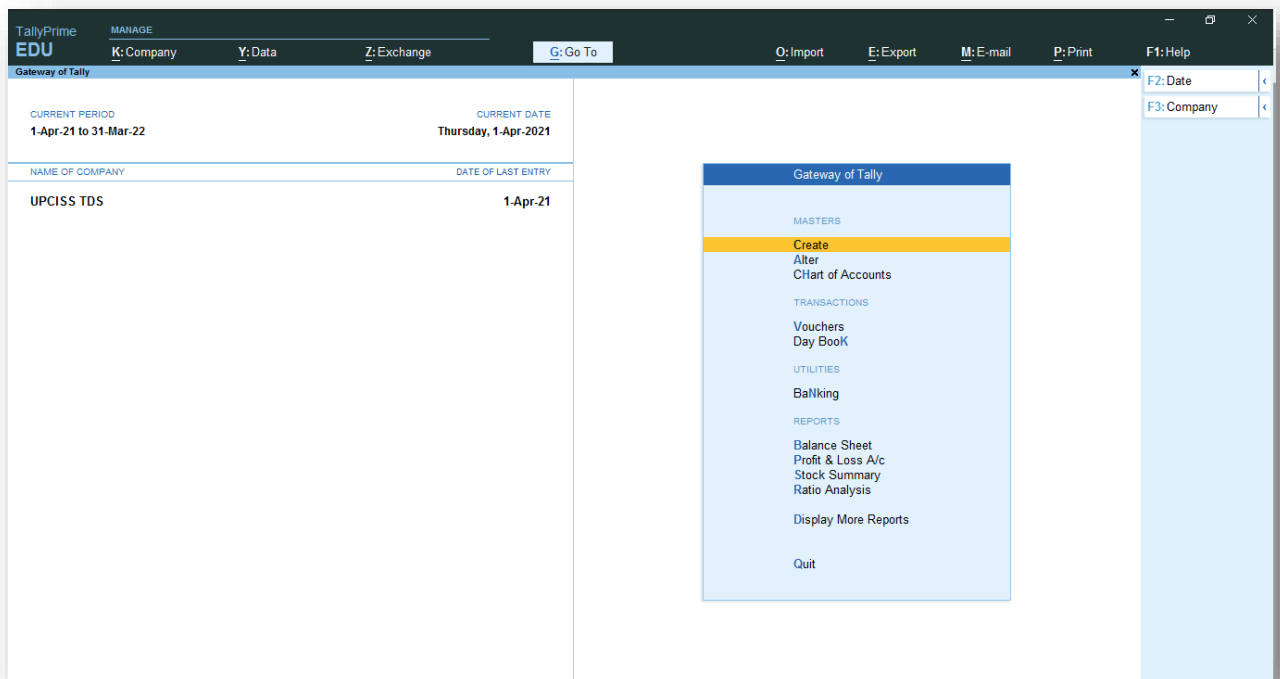 TallyPrime
EDU
MANAGE
K: Company Y: Data Z: Exchange G: Go To O: Import E: Export M: E-mail P: Print F1: Help
Gateway of Tally x
F2: Date ‹
F3: Company ‹
CURRENT PERIOD CURRENT DATE
1-Apr-21 to 31-Mar-22 Thursday, 1-Apr-2021
NAME OF COMPANY DATE OF LAST ENTRY
UPCISS TDS 1-Apr-21
Gateway of Tally
MASTERS
Create
Alter
CHart of Accounts
TRANSACTIONS
Vouchers
Day BooK
UTILITIES
BaNking
REPORTS
Balance Sheet
Profit & Loss A/c
Stock Summary
Ratio Analysis
Display More Reports
Quit